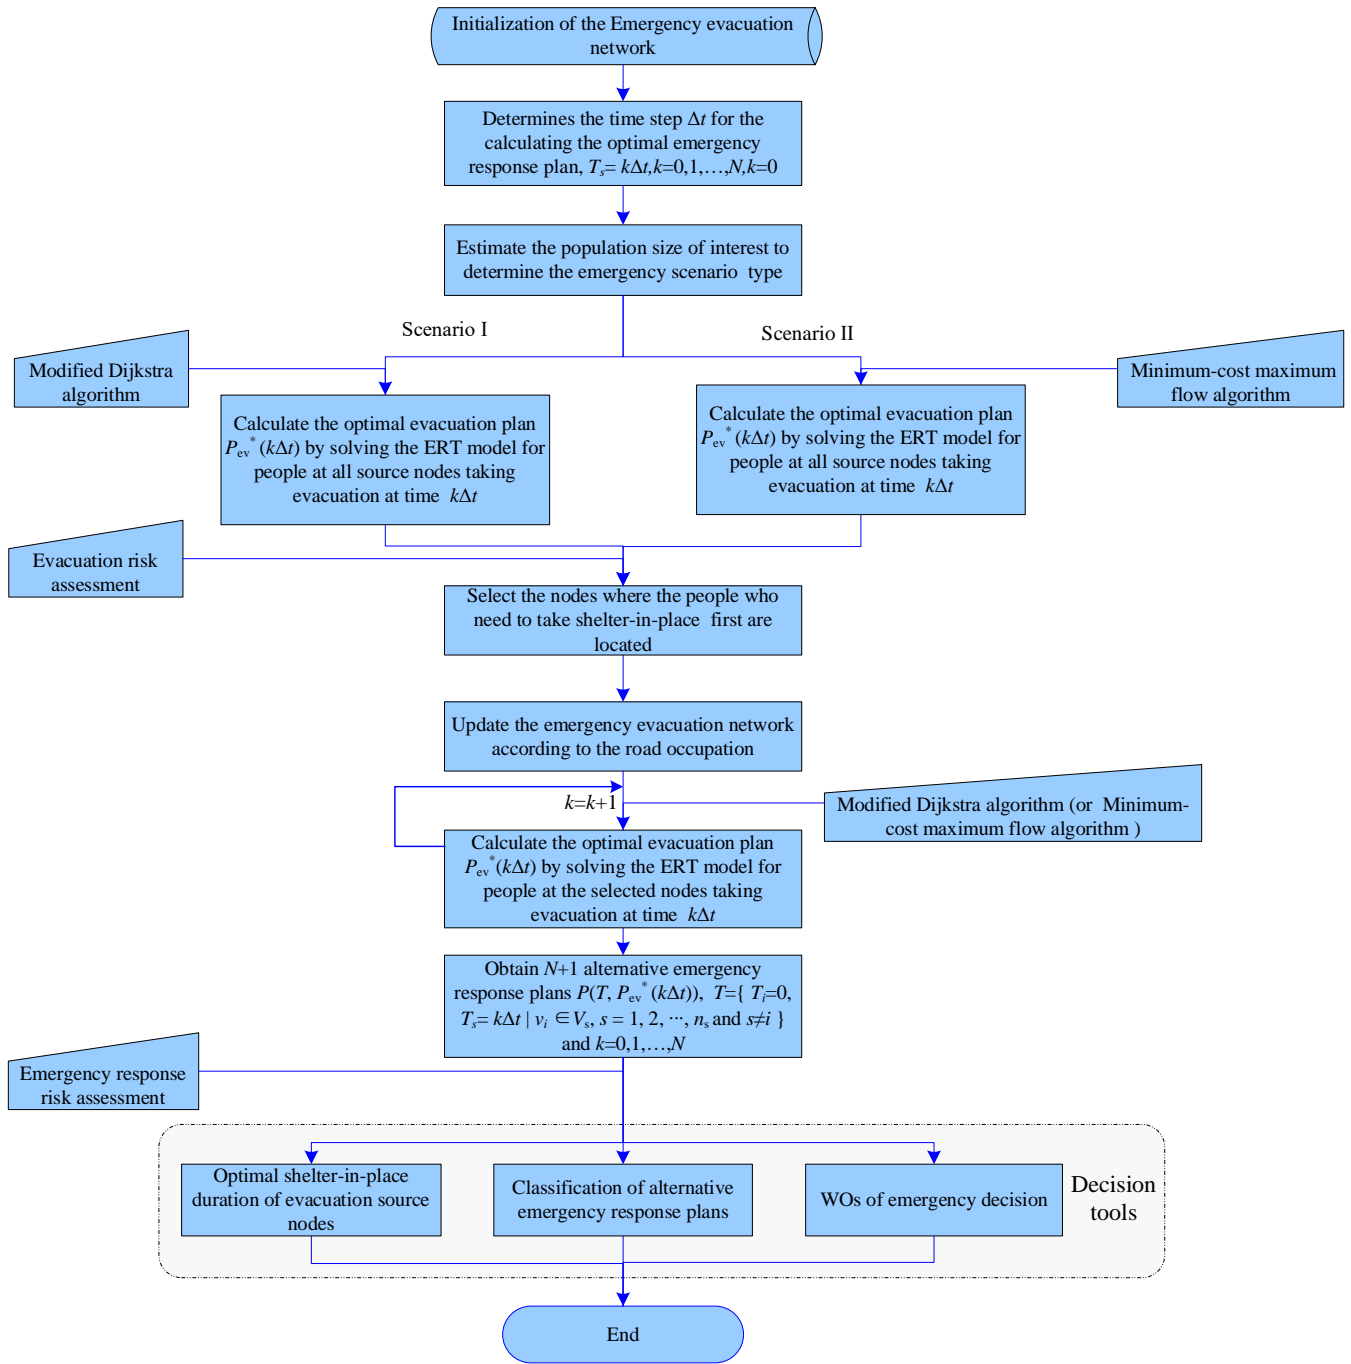 Initialization of the Emergency evacuation
network
Determines the time step Δt for the
calculating the optimal emergency
response plan, Tₛ= kΔt,k=0,1,…,N,k=0
Estimate the population size of interest to
determine the emergency scenario type
Scenario I
Scenario II
Modified Dijkstra
algorithm
Minimum-cost maximum
flow algorithm
Calculate the optimal evacuation plan
P_ev^*(kΔt) by solving the ERT model for
people at all source nodes taking
evacuation at time kΔt
Calculate the optimal evacuation plan
P_ev^*(kΔt) by solving the ERT model for
people at all source nodes taking
evacuation at time kΔt
Evacuation risk
assessment
Select the nodes where the people who
need to take shelter-in-place first are
located
Update the emergency evacuation network
according to the road occupation
k=k+1
Modified Dijkstra algorithm (or Minimum-
cost maximum flow algorithm )
Calculate the optimal evacuation plan
P_ev^*(kΔt) by solving the ERT model for
people at the selected nodes taking
evacuation at time kΔt
Obtain N+1 alternative emergency
response plans P(T, P_ev^*(kΔt)), T={ Tᵢ=0,
Tₛ= kΔt | vᵢ ∈Vₛ, s = 1, 2, ···, nₛ and s≠i }
and k=0,1,…,N
Emergency response
risk assessment
Optimal shelter-in-place
duration of evacuation source
nodes
Classification of alternative
emergency response plans
WOs of emergency decision
Decision
tools
End